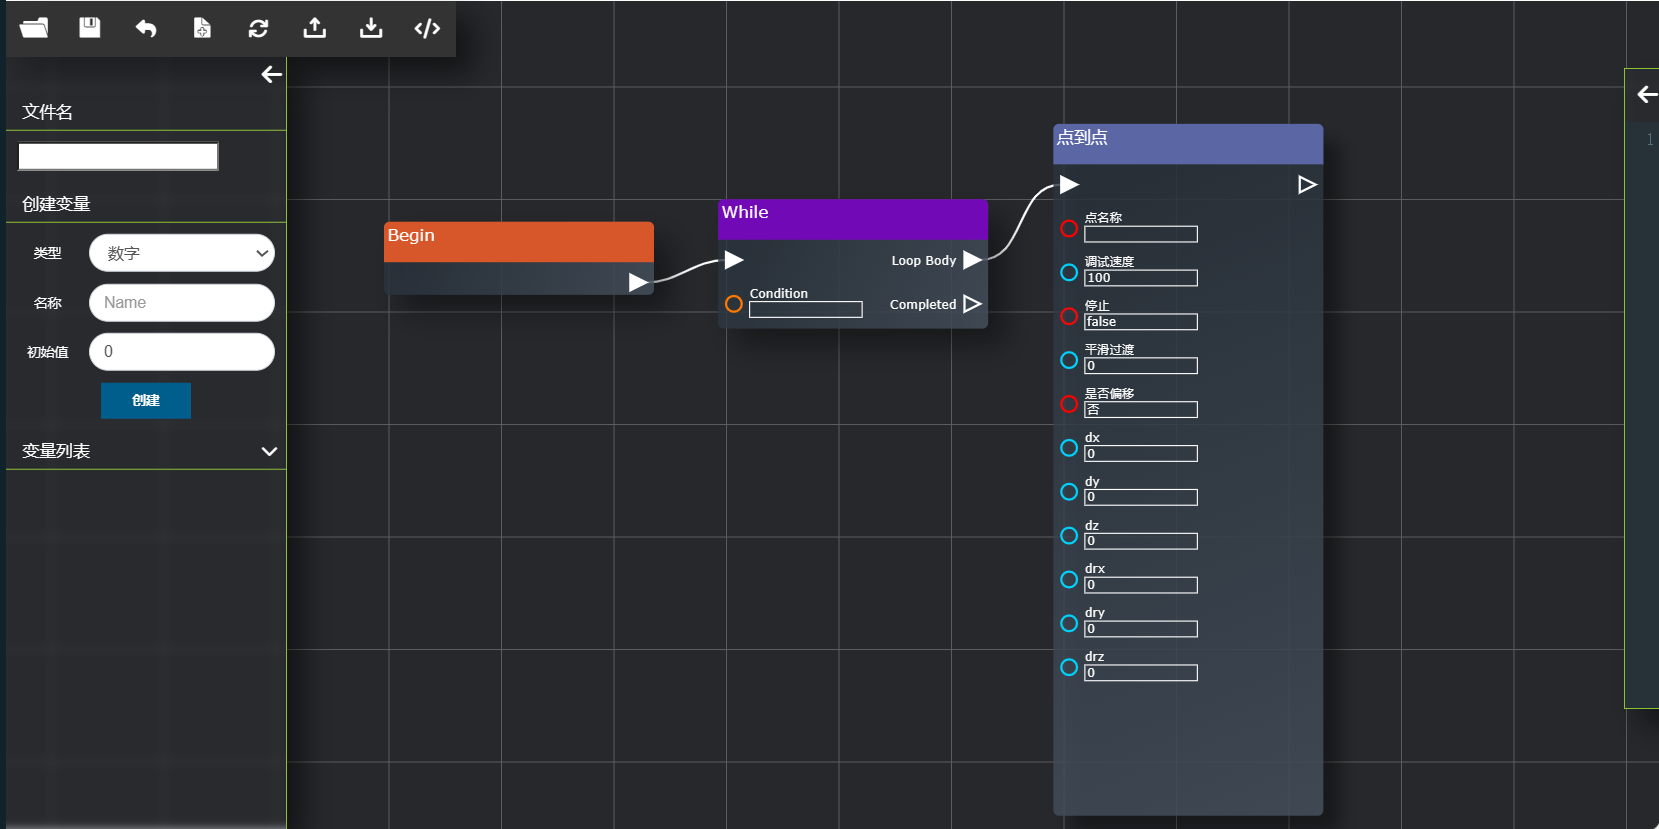 文件名
创建变量
类型
数字
名称
Name
初始值
0
创建
变量列表
Begin
While
Loop Body
Condition
Completed
点到点
点名称
调试速度
100
停止
false
平滑过渡
0
是否偏移
否
dx
0
dy
0
dz
0
drx
0
dry
0
drz
0
1